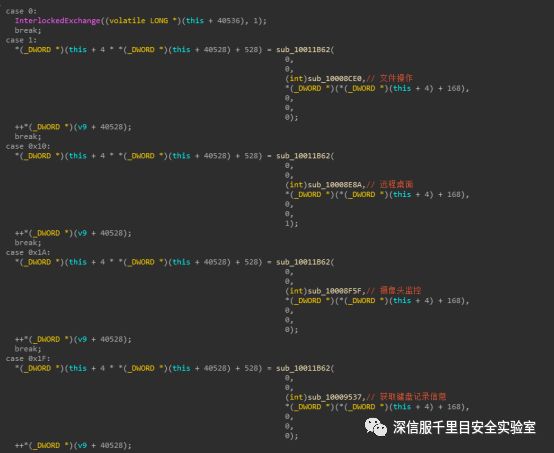 case 0:
InterlockedExchange((volatile LONG *)(this + 40536), 1);
break;
case 1:
*(_DWORD *)(this + 4 * *(_DWORD *)(this + 40528) + 528) = sub_10011B62(
0,
0,
(int)sub_10008CE0,// 文件操作
*(_DWORD *)(*(_DWORD *)(this + 4) + 168),
0,
0,
0);
++*(_DWORD *)(v9 + 40528);
break;
case 0x10:
*(_DWORD *)(this + 4 * *(_DWORD *)(this + 40528) + 528) = sub_10011B62(
0,
0,
(int)sub_10008E8A,// 远程桌面
*(_DWORD *)(*(_DWORD *)(this + 4) + 168),
0,
0,
1);
++*(_DWORD *)(v9 + 40528);
break;
case 0x1A:
*(_DWORD *)(this + 4 * *(_DWORD *)(this + 40528) + 528) = sub_10011B62(
0,
0,
(int)sub_10008F5F,// 摄像头监控
*(_DWORD *)(*(_DWORD *)(this + 4) + 168),
0,
0,
0);
++*(_DWORD *)(v9 + 40528);
break;
case 0x1F:
*(_DWORD *)(this + 4 * *(_DWORD *)(this + 40528) + 528) = sub_10011B62(
0,
0,
(int)sub_10009537,// 获取键盘记录信息
*(_DWORD *)(*(_DWORD *)(this + 4) + 168),
0,
0,
0);
深信服千里目安全实验室
++*(_DWORD *)(v9 + 40528);